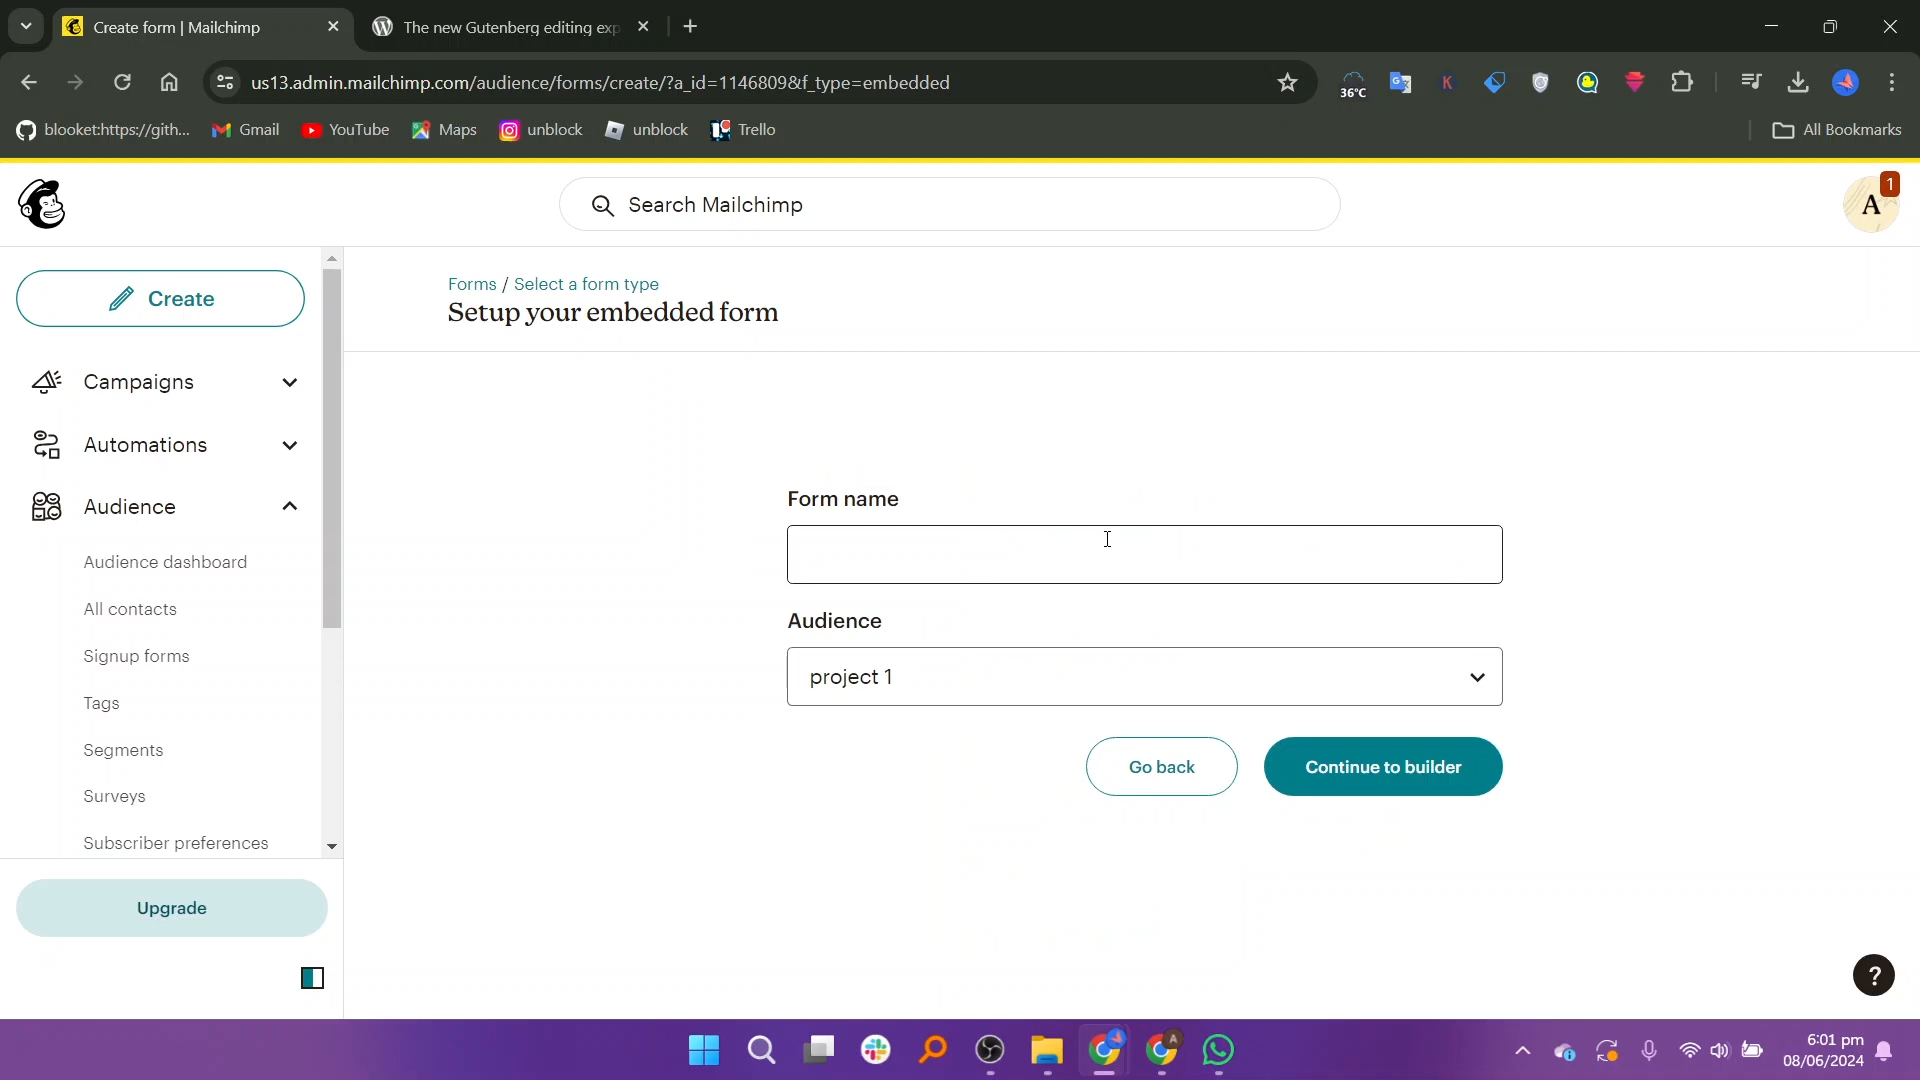 Create form | Mailchimp
The new Gutenberg editing exp
us13.admin.mailchimp.com/audience/forms/create/?a_id=1146809&f_type=embedded
36°C
K
blooket:https://gith...
Gmail
YouTube
Maps
unblock
unblock
Trello
All Bookmarks
Search Mailchimp
A
1
Create
Campaigns
Automations
Audience
Audience dashboard
All contacts
Signup forms
Tags
Segments
Surveys
Subscriber preferences
Upgrade
Forms / Select a form type
Setup your embedded form
Form name
Audience
project 1
Go back
Continue to builder
?
A
6:01 pm
08/06/2024